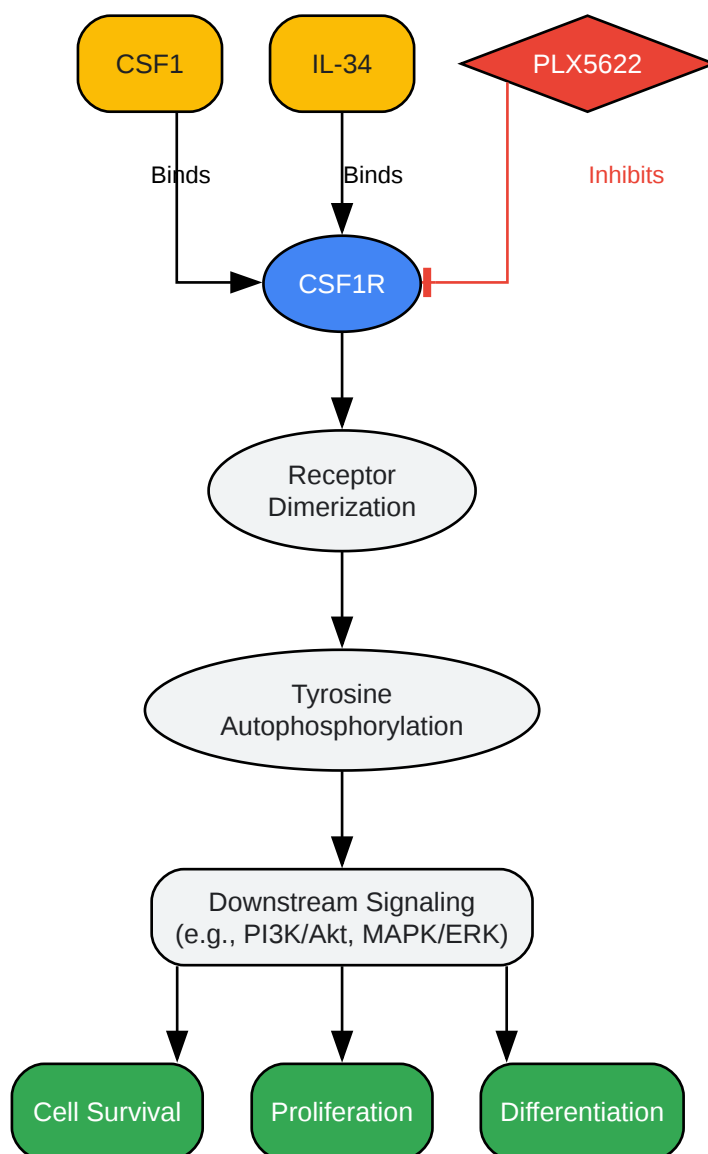 CSF1
IL-34
PLX5622
Binds
Binds
Inhibits
CSF1R
Receptor
Dimerization
Tyrosine
Autophosphorylation
Downstream Signaling
(e.g., PI3K/Akt, MAPK/ERK)
Cell Survival
Proliferation
Differentiation